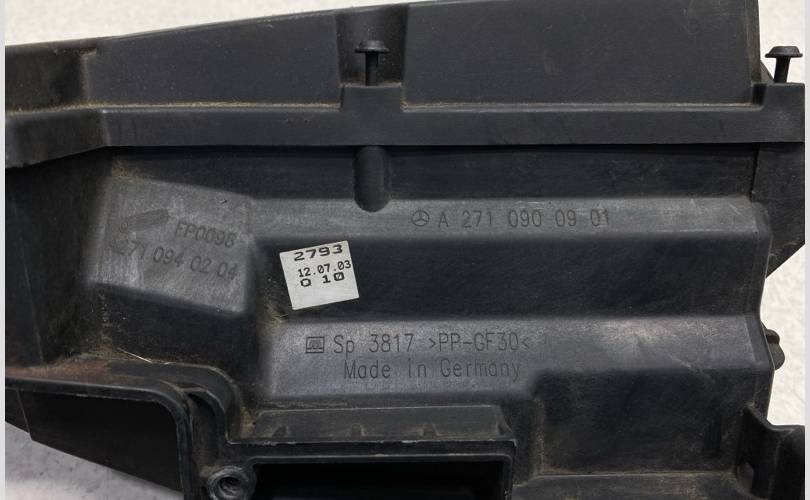 A 271 090 09 01
FP0098
A271 094 02 04
2793
12.07.03
0 10
Sp 3817 >PP-GF30<
Made in Germany